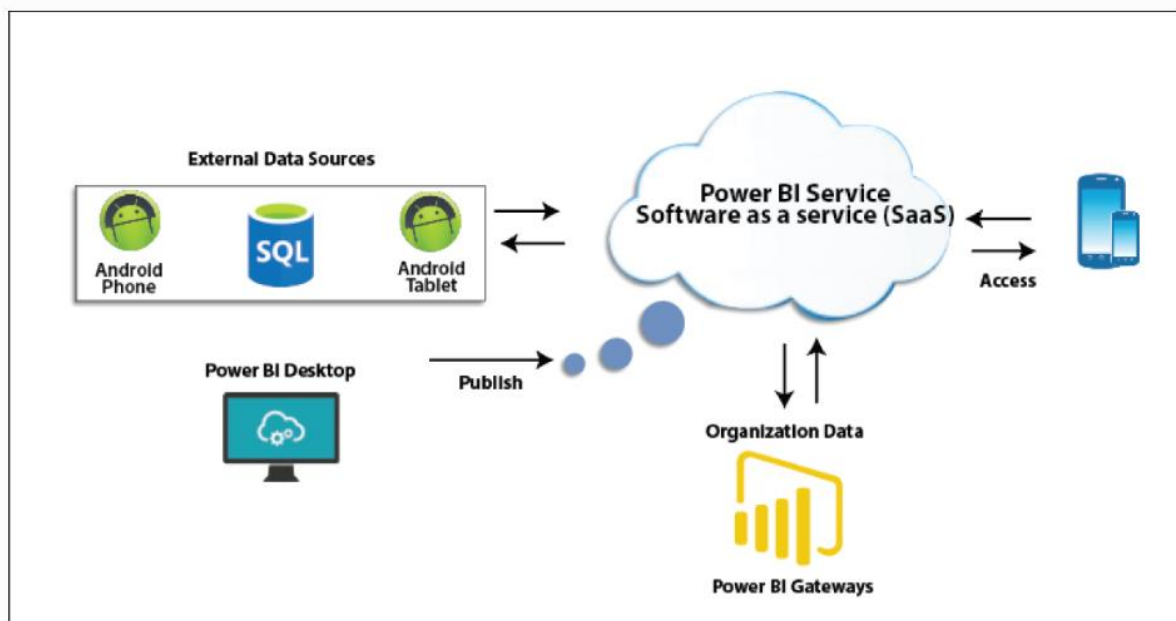 External Data Sources
Android
Phone
SQL
Android
Tablet
Power BI Service
Software as a service (SaaS)
Access
Power BI Desktop
Publish
Organization Data
Power BI Gateways